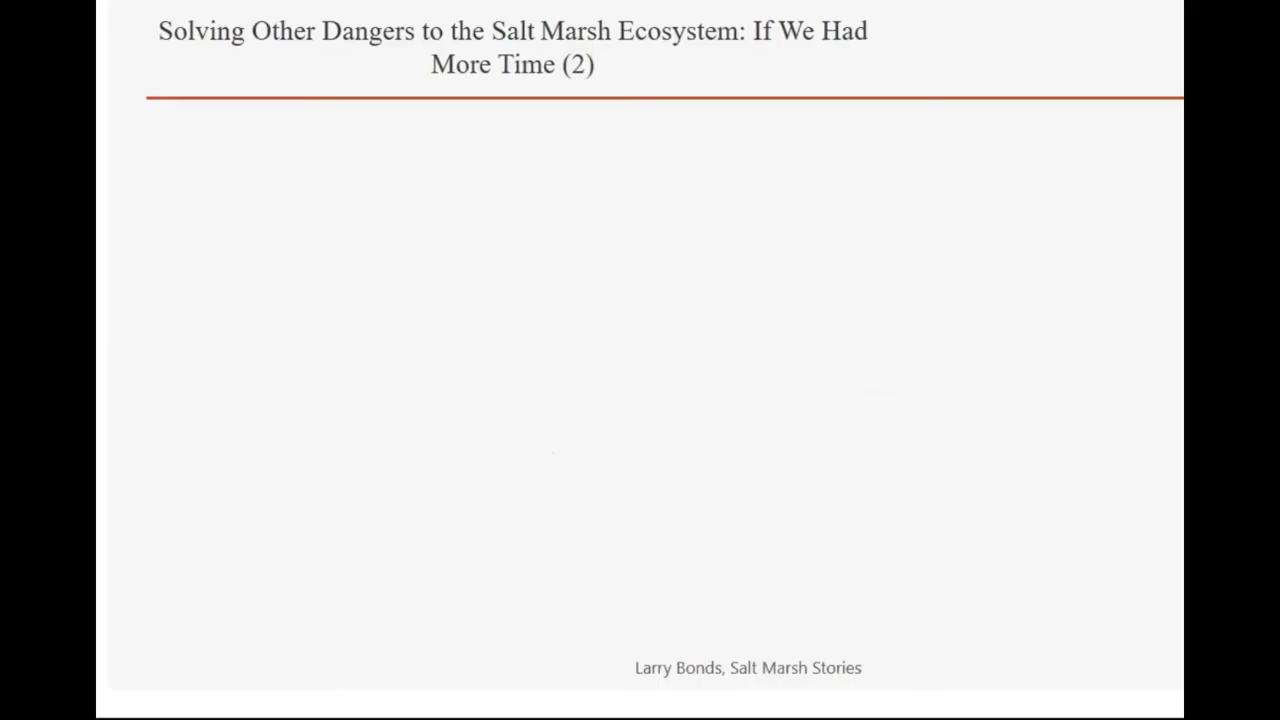 Solving Other Dangers to the Salt Marsh Ecosystem: If We Had
More Time (2)
Larry Bonds, Salt Marsh Stories